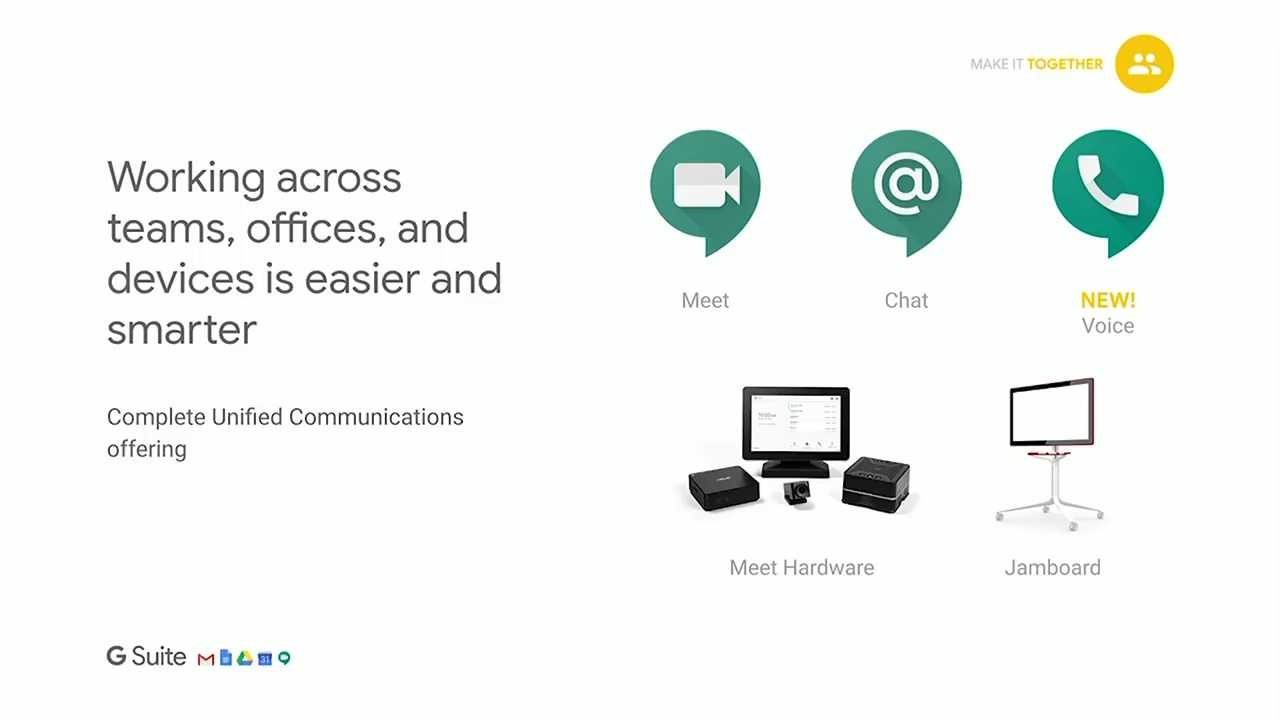 MAKE IT TOGETHER
Working across
teams, offices, and
devices is easier and
smarter
Complete Unified Communications
offering
Meet
Chat
NEW!
Voice
Meet Hardware
Jamboard
G Suite
31